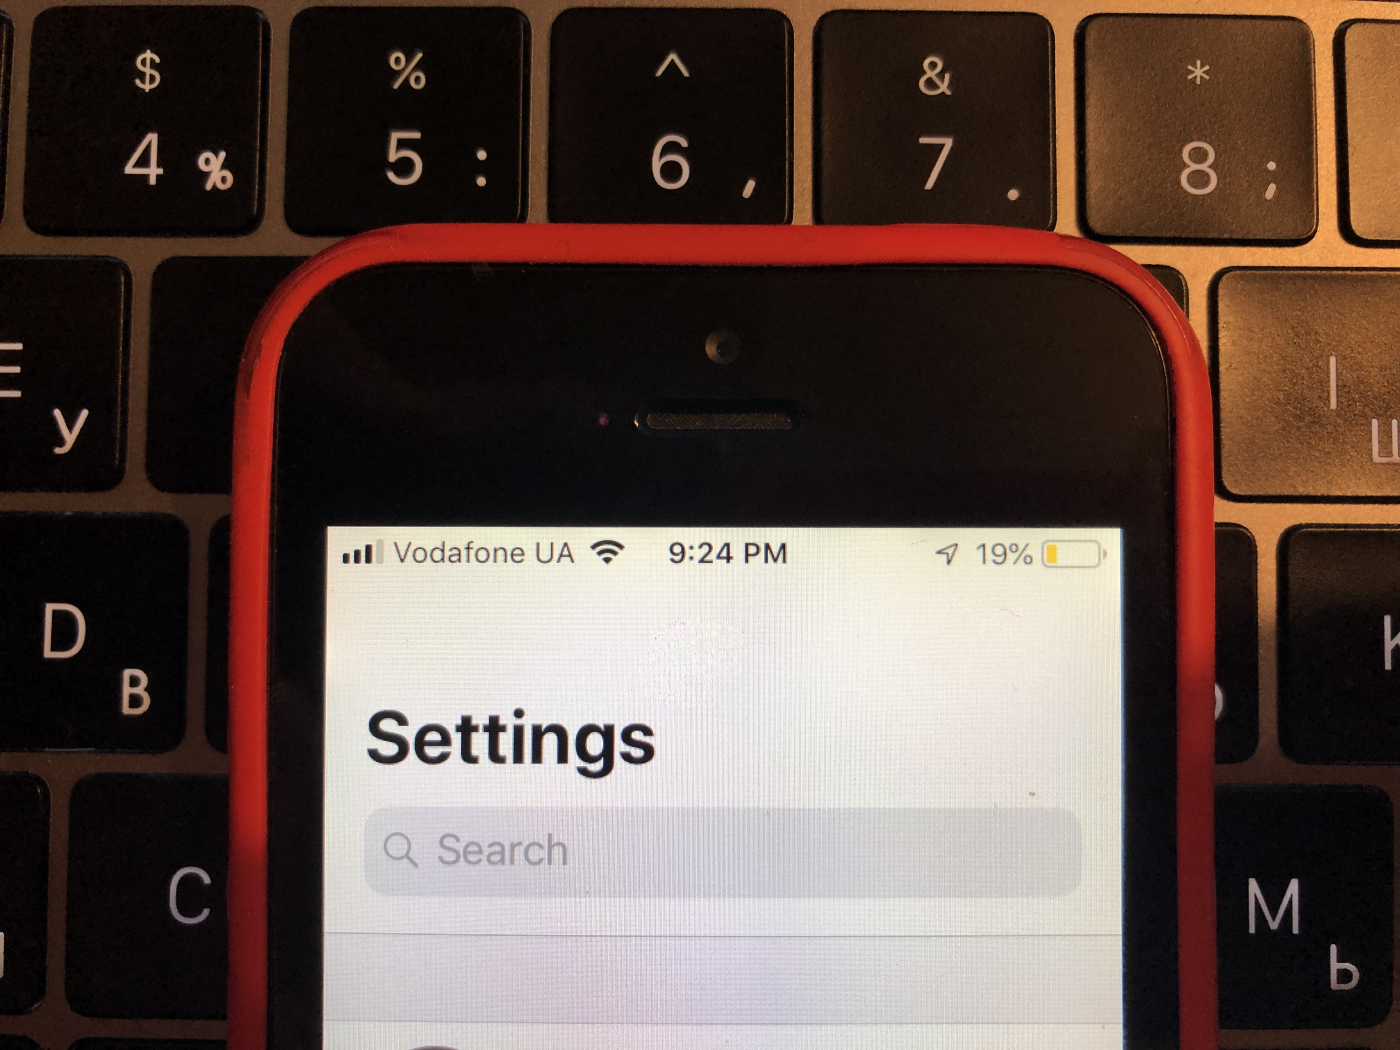 $ % ^ & *
4 % 5 : 6 , 7 . 8 ;
у
I
Vodafone UA 9:24 PM 19%
D
В
Settings
Search
C
M
Ь